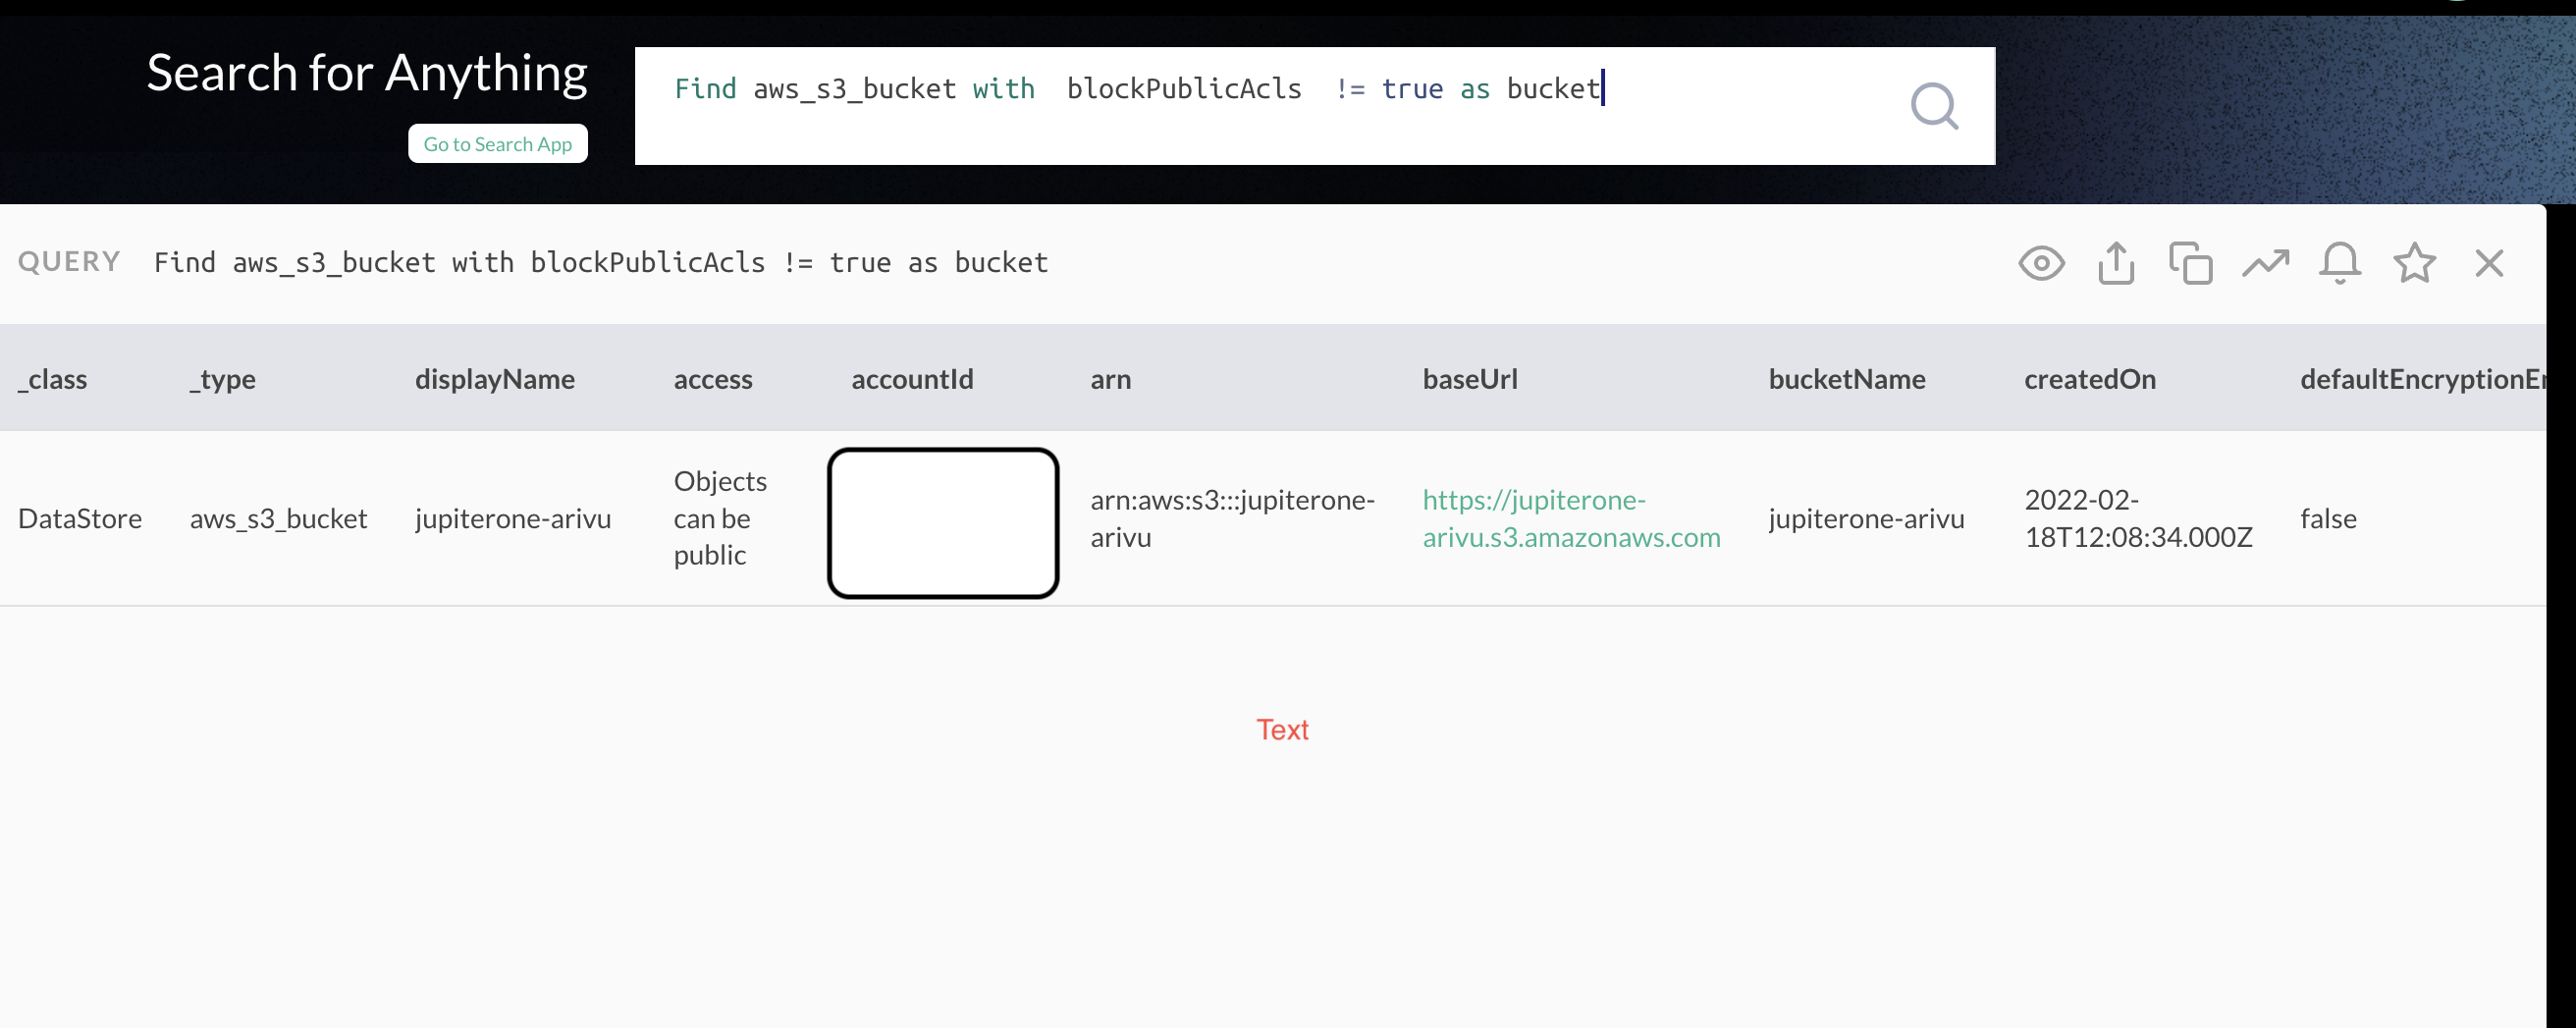 Search for Anything
Go to Search App
Find aws_s3_bucket with  blockPublicAcls  != true as bucket
QUERY Find aws_s3_bucket with blockPublicAcls != true as bucket
_class _type displayName access accountId arn baseUrl bucketName createdOn defaultEncryptionEn
DataStore aws_s3_bucket jupiterone-arivu
Objects
can be
public
arn:aws:s3:::jupiterone-
arivu
https://jupiterone-
arivu.s3.amazonaws.com
jupiterone-arivu
2022-02-
18T12:08:34.000Z
false
Text